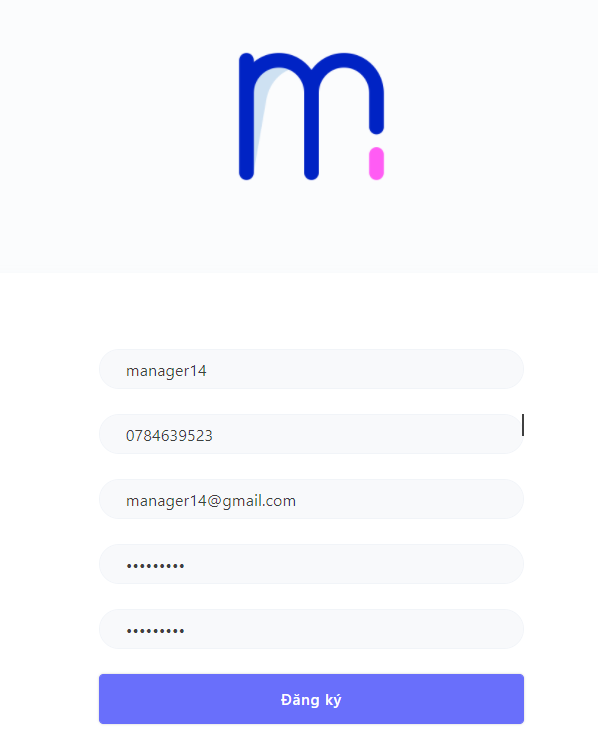 m
manager14
0784639523
manager14@gmail.com
•••••••••
•••••••••
Đăng ký